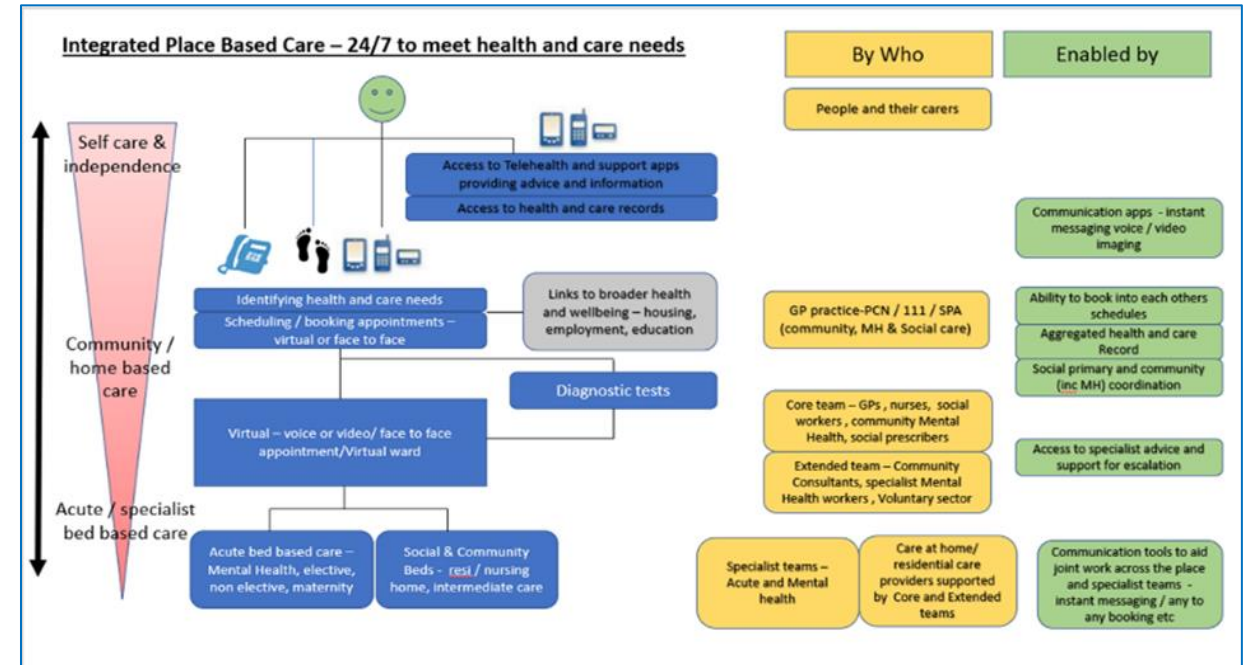 Integrated Place Based Care – 24/7 to meet health and care needs
By Who
Enabled by
People and their carers
Self care &
independence
Access to Telehealth and support apps
providing advice and information
Access to health and care records
Communication apps - instant
messaging voice / video
imaging
Identifying health and care needs
Scheduling / booking appointments –
virtual or face to face
Links to broader health
and wellbeing – housing,
employment, education
GP practice-PCN / 111 / SPA
(community, MH & Social care)
Ability to book into each others
schedules
Aggregated health and care
Record
Social primary and community
(inc MH) coordination
Community /
home based
care
Diagnostic tests
Virtual – voice or video/ face to face
appointment/Virtual ward
Core team – GPs , nurses, social
workers , community Mental
Health, social prescribers
Extended team – Community
Consultants, specialist Mental
Health workers , Voluntary sector
Access to specialist advice and
support for escalation
Acute / specialist
bed based care
Acute bed based care –
Mental Health, elective,
non elective, maternity
Social & Community
Beds - resi / nursing
home, intermediate care
Specialist teams –
Acute and Mental
health
Care at home/
residential care
providers supported
by Core and Extended
teams
Communication tools to aid
joint work across the place
and specialist teams -
instant messaging / any to
any booking etc